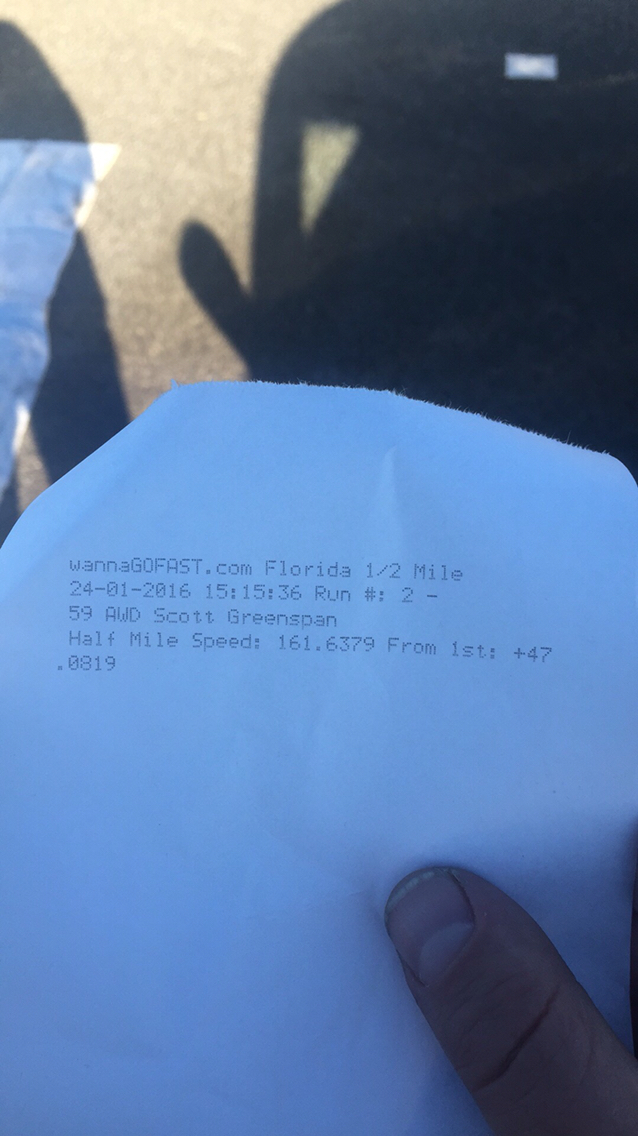 wannaGOFAST.com Florida 1/2 Mile
24-01-2016 15:15:36 Run #: 2 -
59 AWD Scott Greenspan
Half Mile Speed: 161.6379 From 1st: +47
.0819